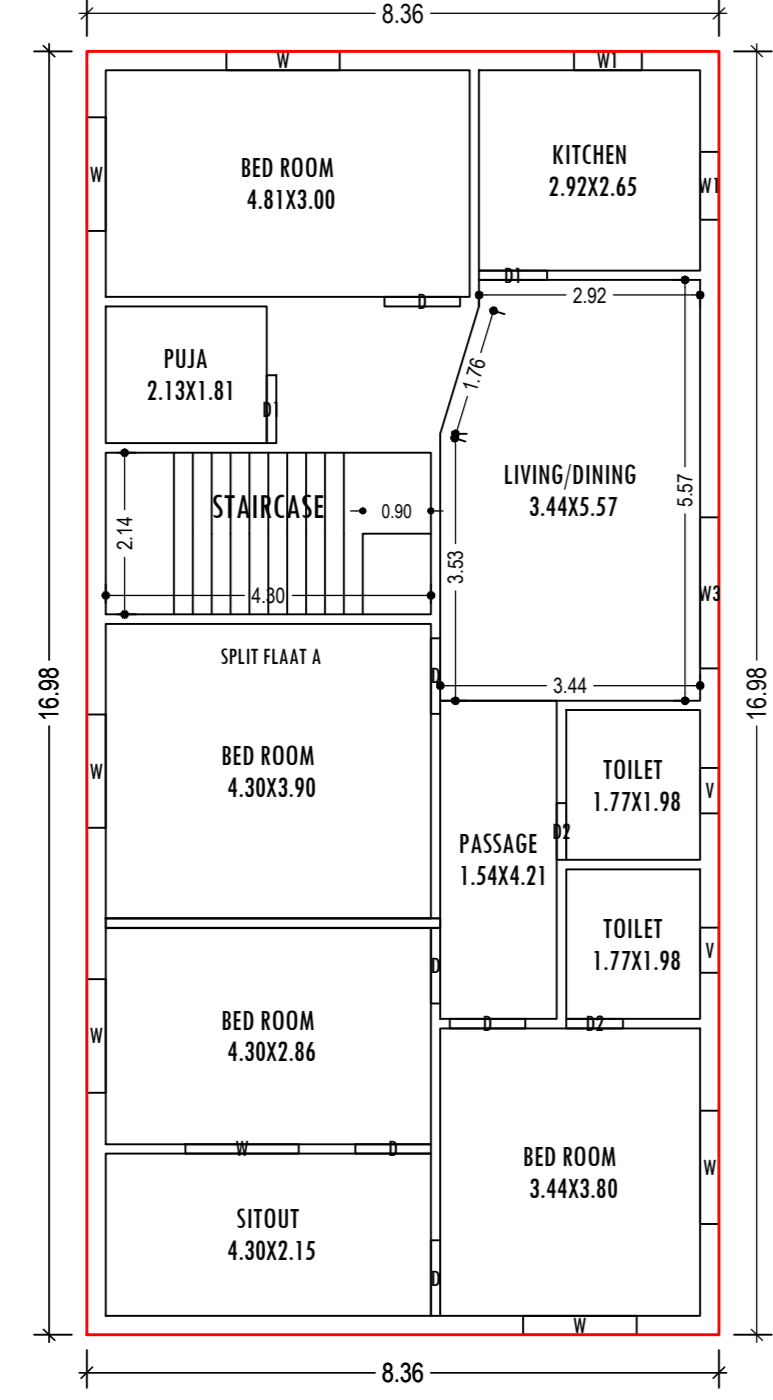 8.36
W
W1
W
BED ROOM
4.81X3.00
KITCHEN
2.92X2.65
W1
D1
D
2.92
PUJA
2.13X1.81
D1
1.76
STAIRCASE
0.90
2.14
4.30
LIVING/DINING
3.44X5.57
5.57
3.53
W3
SPLIT FLAAT A
D
3.44
16.98
16.98
W
BED ROOM
4.30X3.90
TOILET
1.77X1.98
V
D2
PASSAGE
1.54X4.21
TOILET
1.77X1.98
V
D
W
BED ROOM
4.30X2.86
D
D2
W
D
BED ROOM
3.44X3.80
W
SITOUT
4.30X2.15
D
W
8.36